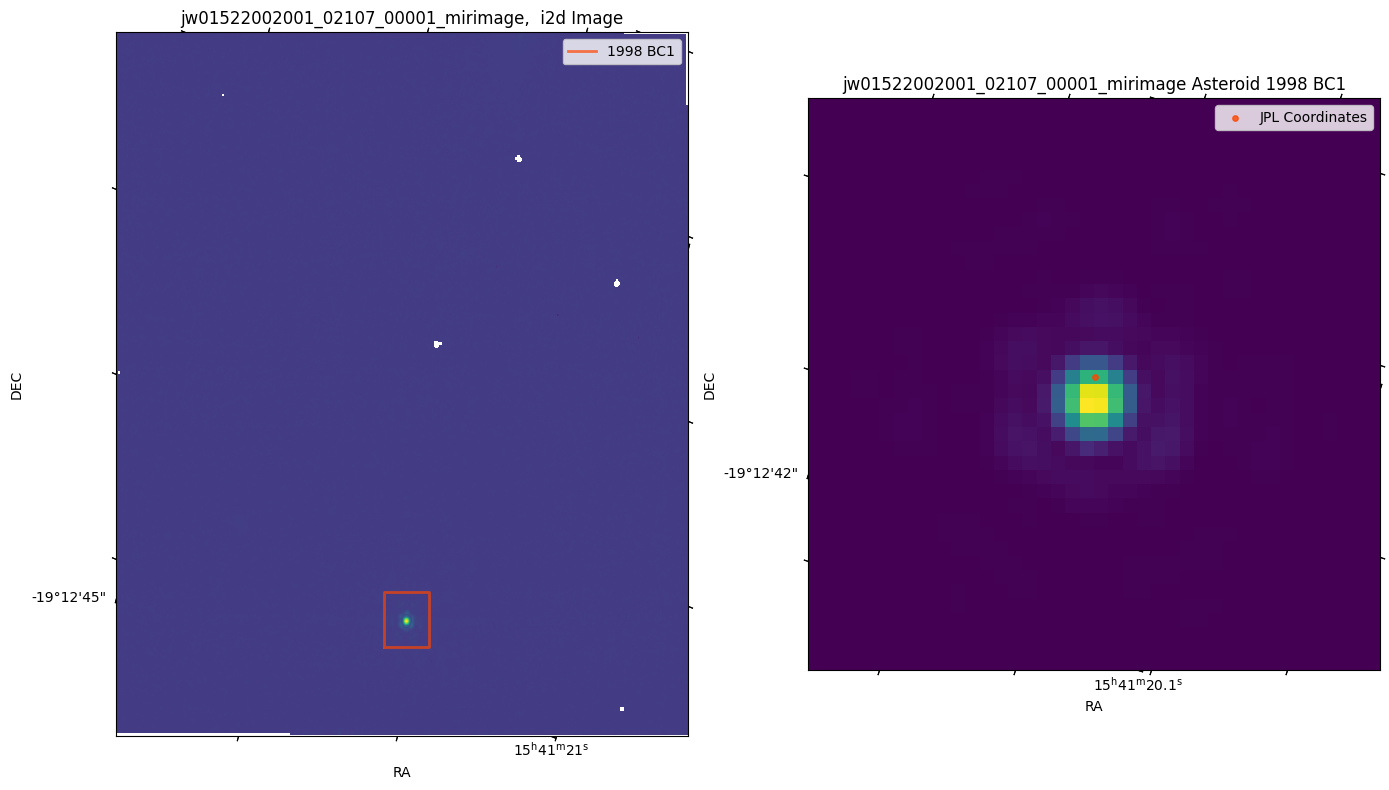 jw01522002001_02107_00001_mirimage,  i2d Image
1998 BC1
DEC
-19°12'45"
15ʰ41ᵐ21ˢ
RA
jw01522002001_02107_00001_mirimage Asteroid 1998 BC1
JPL Coordinates
DEC
-19°12'42"
15ʰ41ᵐ20.1ˢ
RA